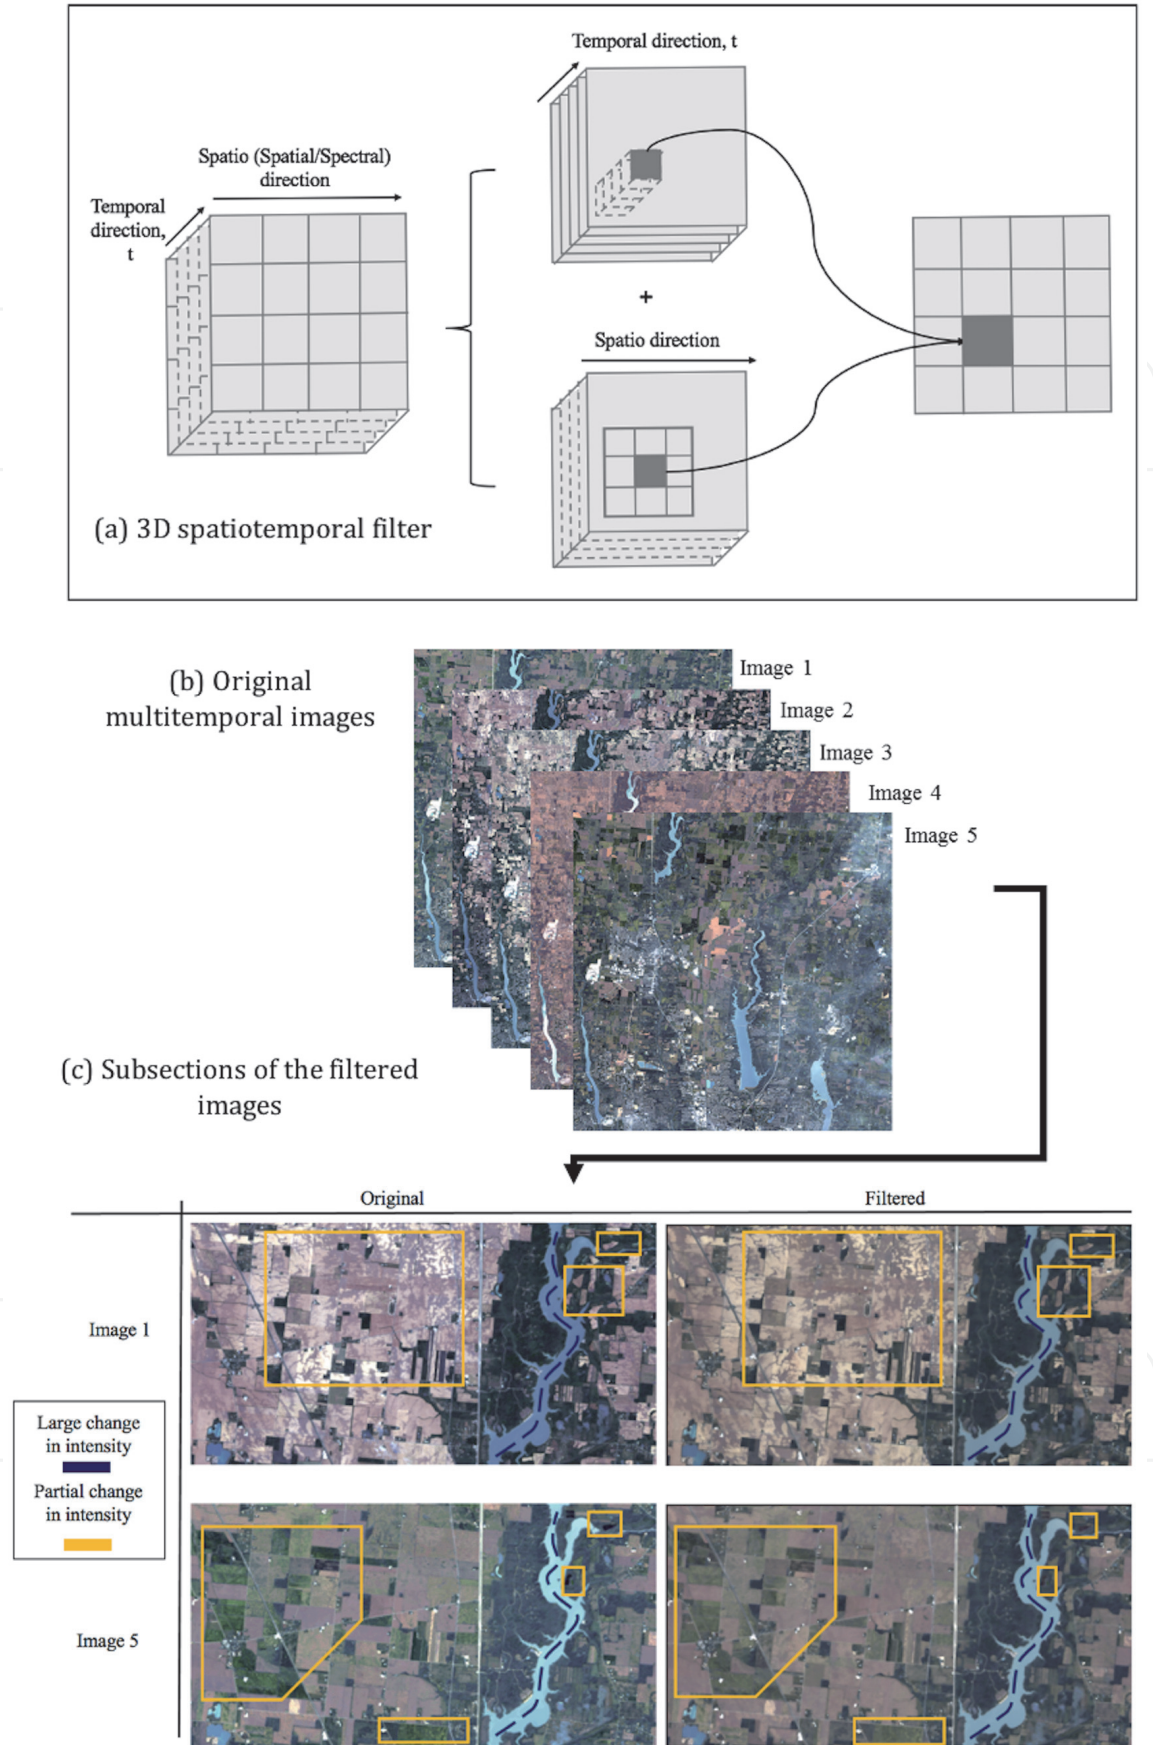 Temporal direction, t
Spatio (Spatial/Spectral)
direction
Temporal
direction,
t
+
Spatio direction
(a) 3D spatiotemporal filter
(b) Original
multitemporal images
Image 1
Image 2
Image 3
Image 4
Image 5
(c) Subsections of the filtered
images
Original
Filtered
Image 1
Large change
in intensity
Partial change
in intensity
Image 5